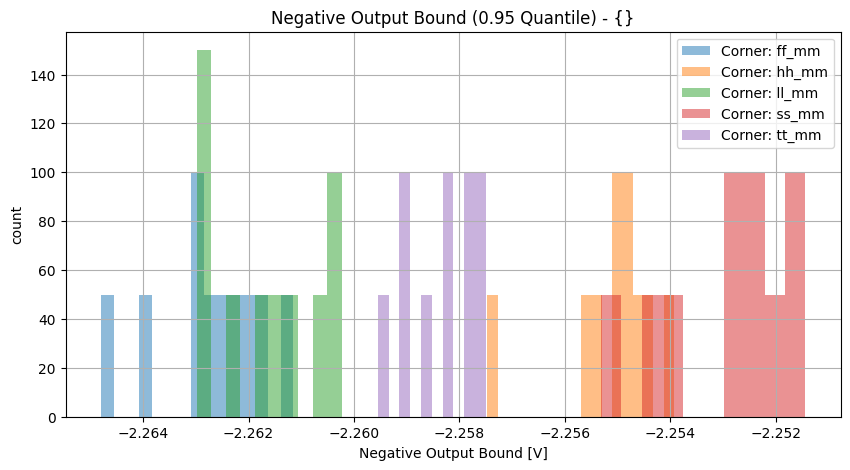 Negative Output Bound (0.95 Quantile) - {}
Corner: ff_mm
Corner: hh_mm
Corner: ll_mm
Corner: ss_mm
Corner: tt_mm
140
120
100
80
60
40
20
0
count
−2.264
−2.262
−2.260
−2.258
−2.256
−2.254
−2.252
Negative Output Bound [V]